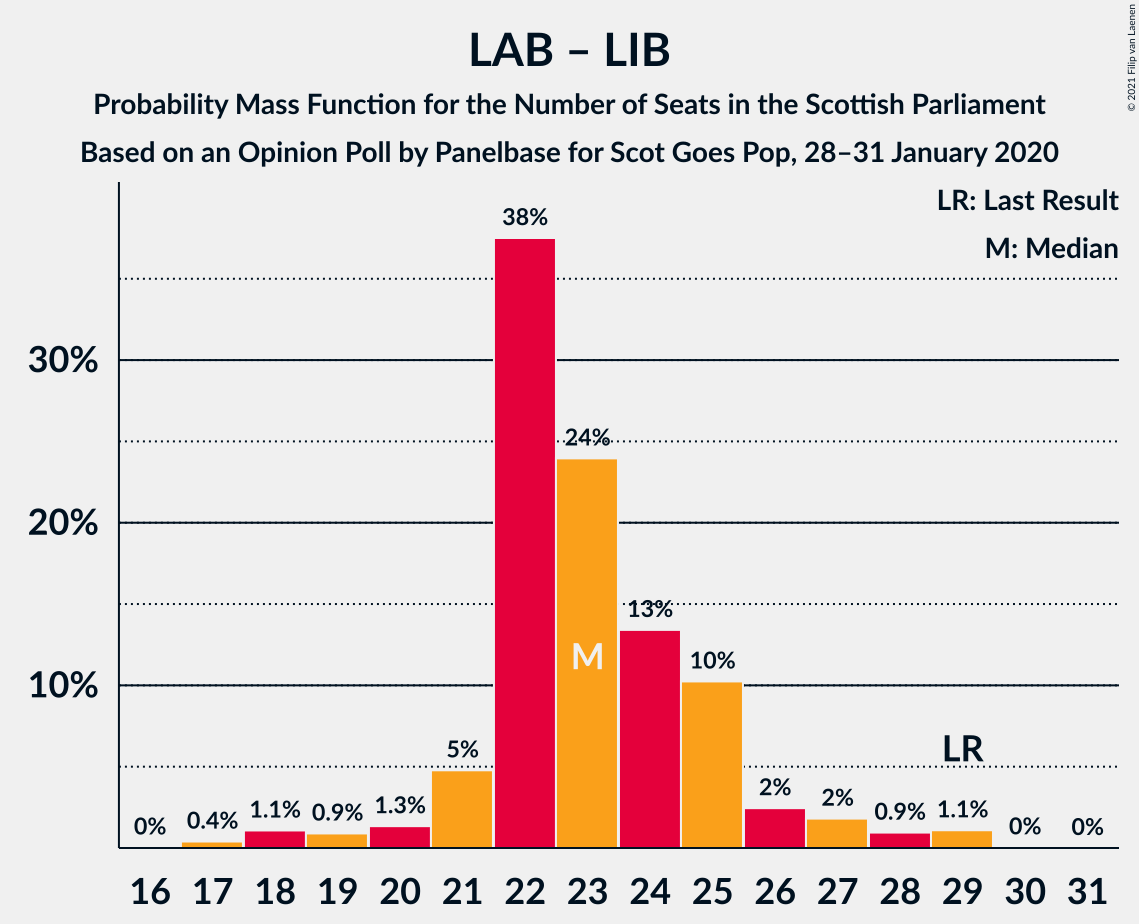 LAB – LIB
Probability Mass Function for the Number of Seats in the Scottish Parliament
Based on an Opinion Poll by Panelbase for Scot Goes Pop, 28–31 January 2020
© 2021 Filip van Laenen
LR: Last Result
M: Median
38%
30%
24%
20%
13%
M
10%
10%
5%
LR
2%
2%
0%
0.4%
1.1%
0.9%
1.3%
0.9%
1.1%
0%
0%
16 17 18 19 20 21 22 23 24 25 26 27 28 29 30 31